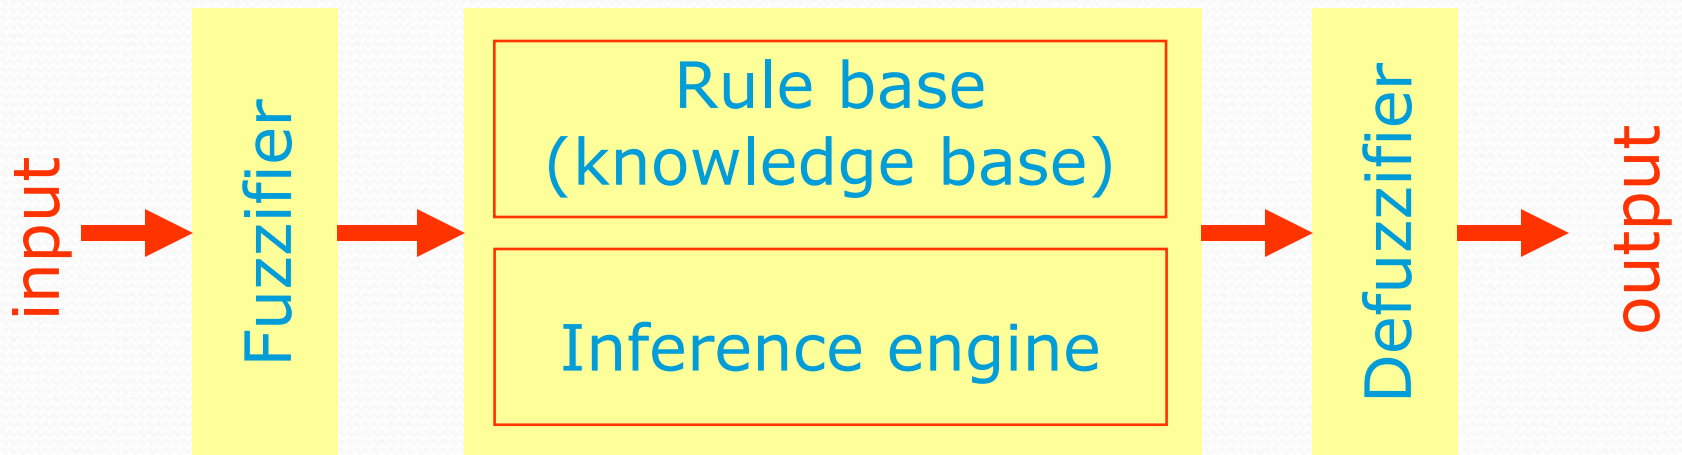 input
Fuzzifier
Rule base
(knowledge base)
Inference engine
Defuzzifier
output